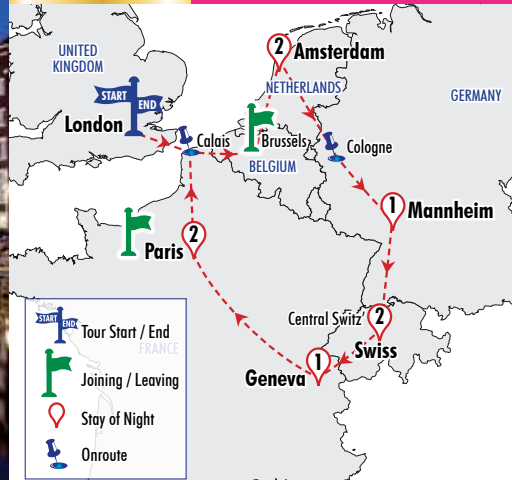 UNITED
KINGDOM
2
Amsterdam
NETHERLANDS
GERMANY
START
END
London
Calais
Brussels
Cologne
BELGIUM
1
Mannheim
2
Paris
Central Switz'
2
Swiss
1
Geneva
START
END
Tour Start / End
FRANCE
Joining / Leaving
Stay of Night
Onroute